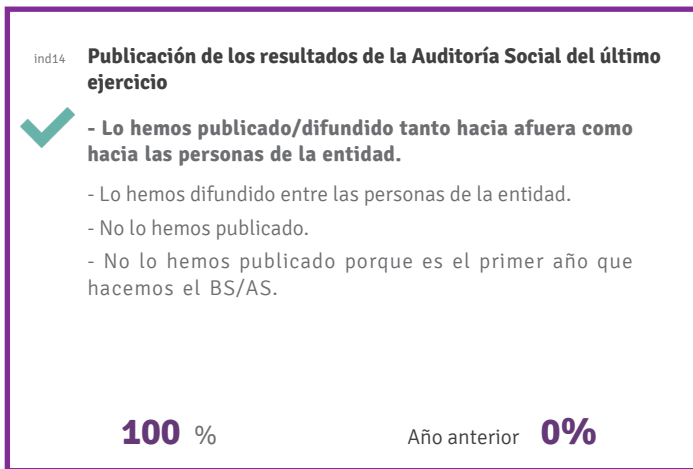 ind14 Publicación de los resultados de la Auditoría Social del último
ejercicio
- Lo hemos publicado/difundido tanto hacia afuera como
hacia las personas de la entidad.
- Lo hemos difundido entre las personas de la entidad.
- No lo hemos publicado.
- No lo hemos publicado porque es el primer año que
hacemos el BS/AS.
100 % Año anterior 0%